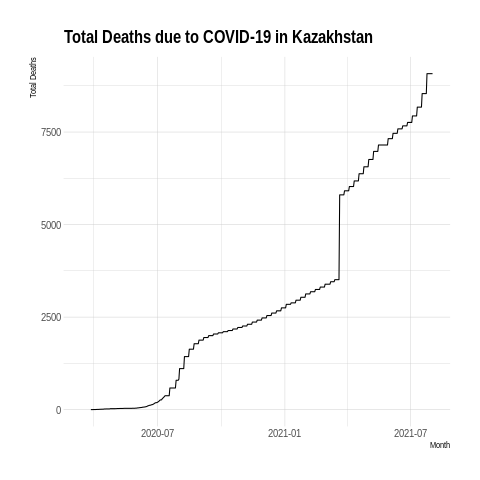 Total Deaths due to COVID-19 in Kazakhstan
Total Deaths
7500
5000
2500
0
2020-07
2021-01
2021-07
Month